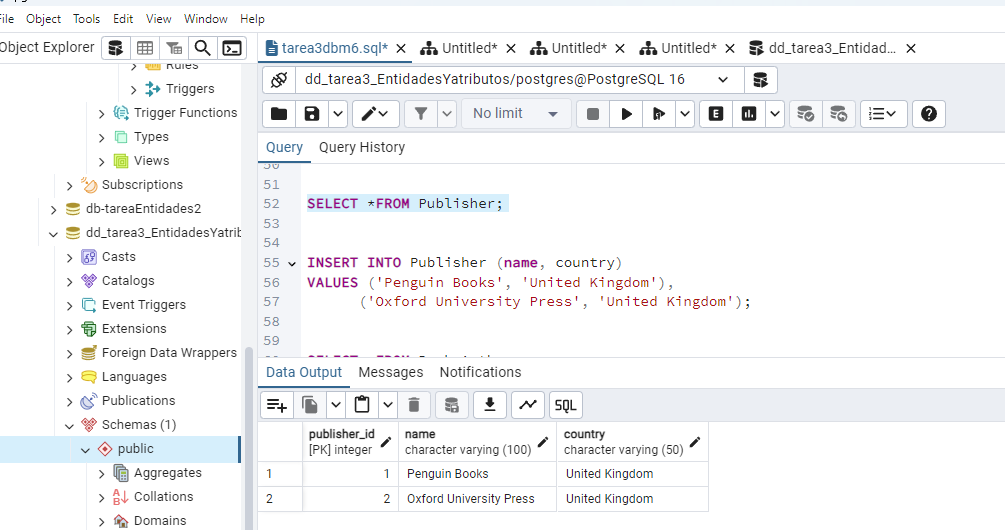 File Object Tools Edit View Window Help
Object Explorer
tarea3dbm6.sql* Untitled* Untitled* Untitled* dd_tarea3_Entidad...
dd_tarea3_EntidadesYatributos/postgres@PostgreSQL 16
No limit
E
Query Query History
Rules
Triggers
Trigger Functions
Types
Views
Subscriptions
db-tareaEntidades2
dd_tarea3_EntidadesYatrib
Casts
Catalogs
Event Triggers
Extensions
Foreign Data Wrappers
Languages
Publications
Schemas (1)
public
Aggregates
Collations
Domains
50
51
52 SELECT *FROM Publisher;
53
54
55 INSERT INTO Publisher (name, country)
56 VALUES ('Penguin Books', 'United Kingdom'),
57 ('Oxford University Press', 'United Kingdom');
58
59
Data Output Messages Notifications
SQL
publisher_id name country
[PK] integer character varying (100) character varying (50)
1 1 Penguin Books United Kingdom
2 2 Oxford University Press United Kingdom